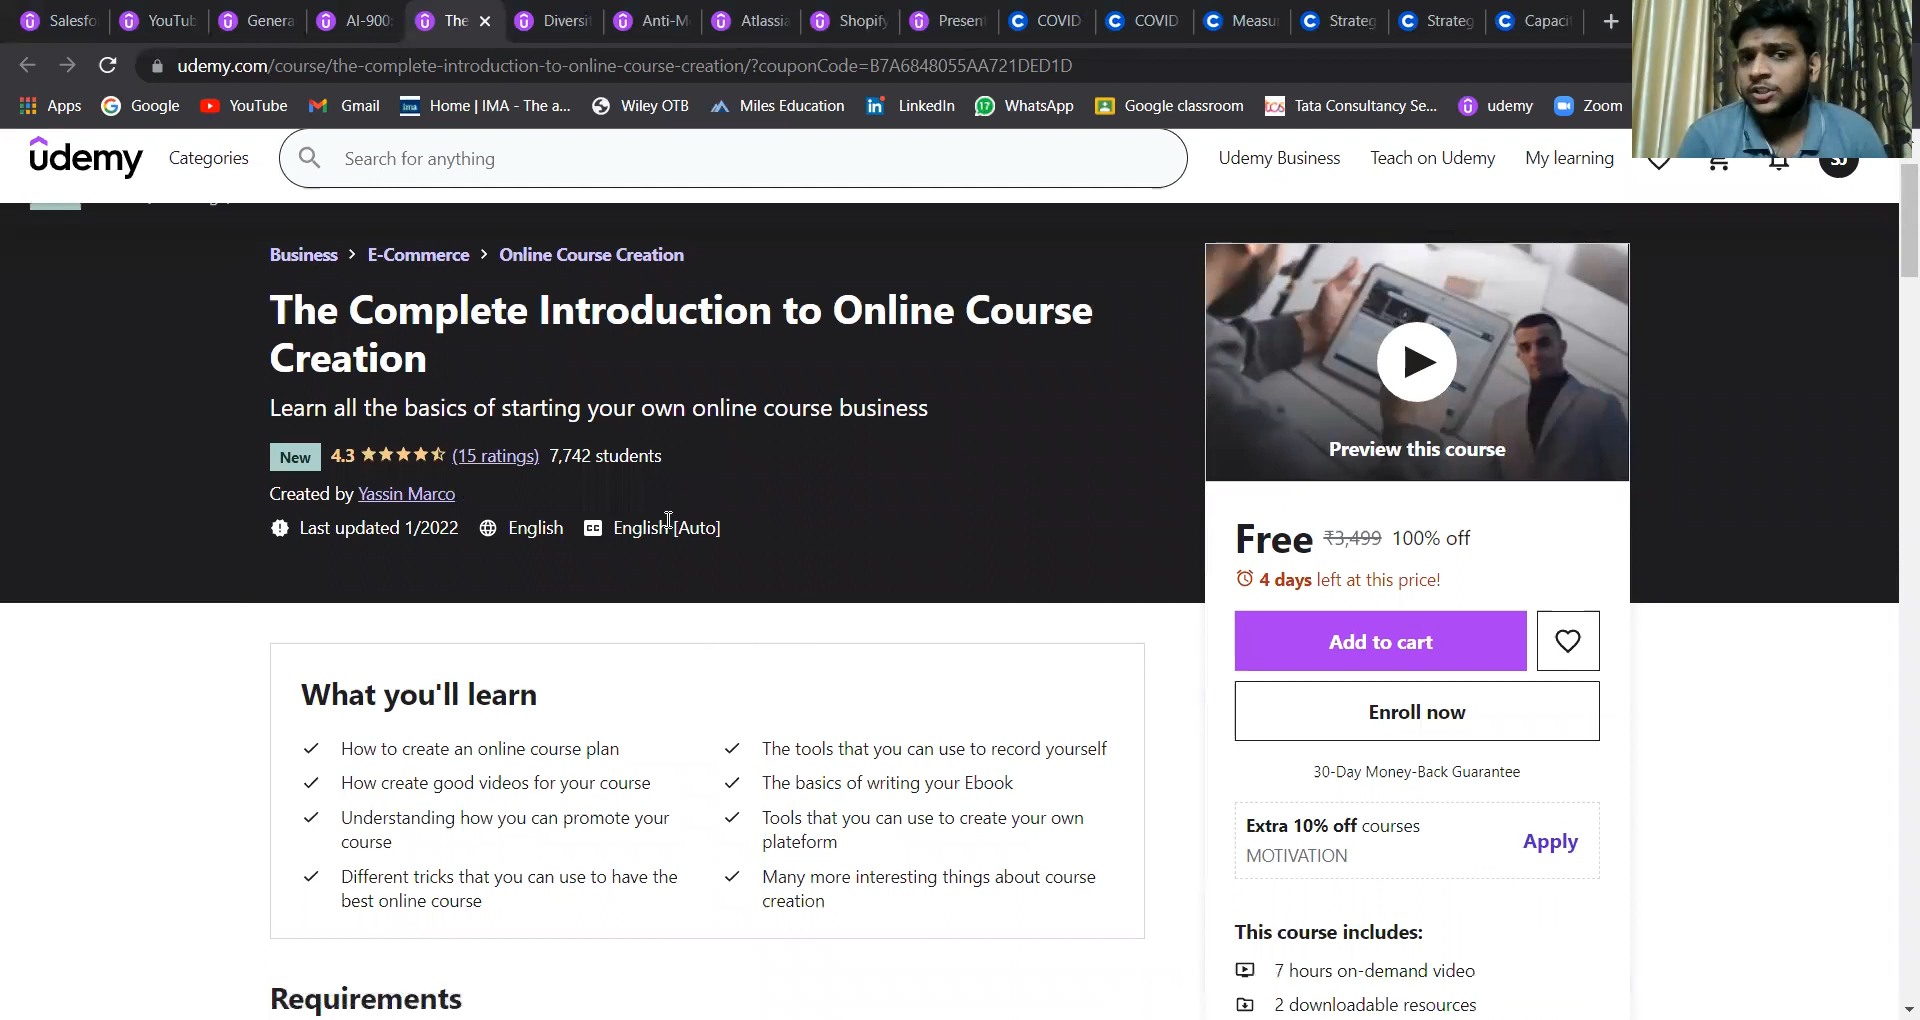 Salesfo YouTub Genera AI-900: The Diversit Anti-M Atlassia Shopify Present COVID COVID Measur Strateg Strateg Capacit
udemy.com/course/the-complete-introduction-to-online-course-creation/?couponCode=B7A6848055AA721DED1D
Apps Google YouTube Gmail Home | IMA - The a... Wiley OTB Miles Education LinkedIn WhatsApp Google classroom Tata Consultancy Se... udemy Zoom
udemy Categories Search for anything Udemy Business Teach on Udemy My learning SJ
Business > E-Commerce > Online Course Creation
The Complete Introduction to Online Course
Creation
Learn all the basics of starting your own online course business
New 4.3 (15 ratings) 7,742 students
Created by Yassin Marco
Last updated 1/2022 English CC English [Auto]
Preview this course
Free ₹3,499 100% off
4 days left at this price!
Add to cart
Enroll now
30-Day Money-Back Guarantee
Extra 10% off courses
MOTIVATION
Apply
This course includes:
7 hours on-demand video
2 downloadable resources
What you'll learn
How to create an online course plan
How create good videos for your course
Understanding how you can promote your
course
Different tricks that you can use to have the
best online course
The tools that you can use to record yourself
The basics of writing your Ebook
Tools that you can use to create your own
plateform
Many more interesting things about course
creation
Requirements